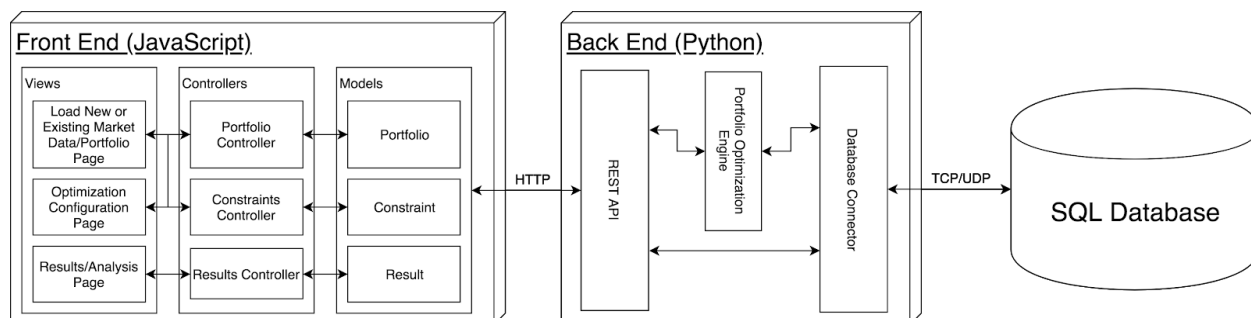 Front End (JavaScript)
Views
Load New or
Existing Market
Data/Portfolio
Page
Optimization
Configuration
Page
Results/Analysis
Page
Controllers
Portfolio
Controller
Constraints
Controller
Results Controller
Models
Portfolio
Constraint
Result
HTTP
Back End (Python)
REST API
Portfolio Optimization
Engine
Database Connector
TCP/UDP
SQL Database